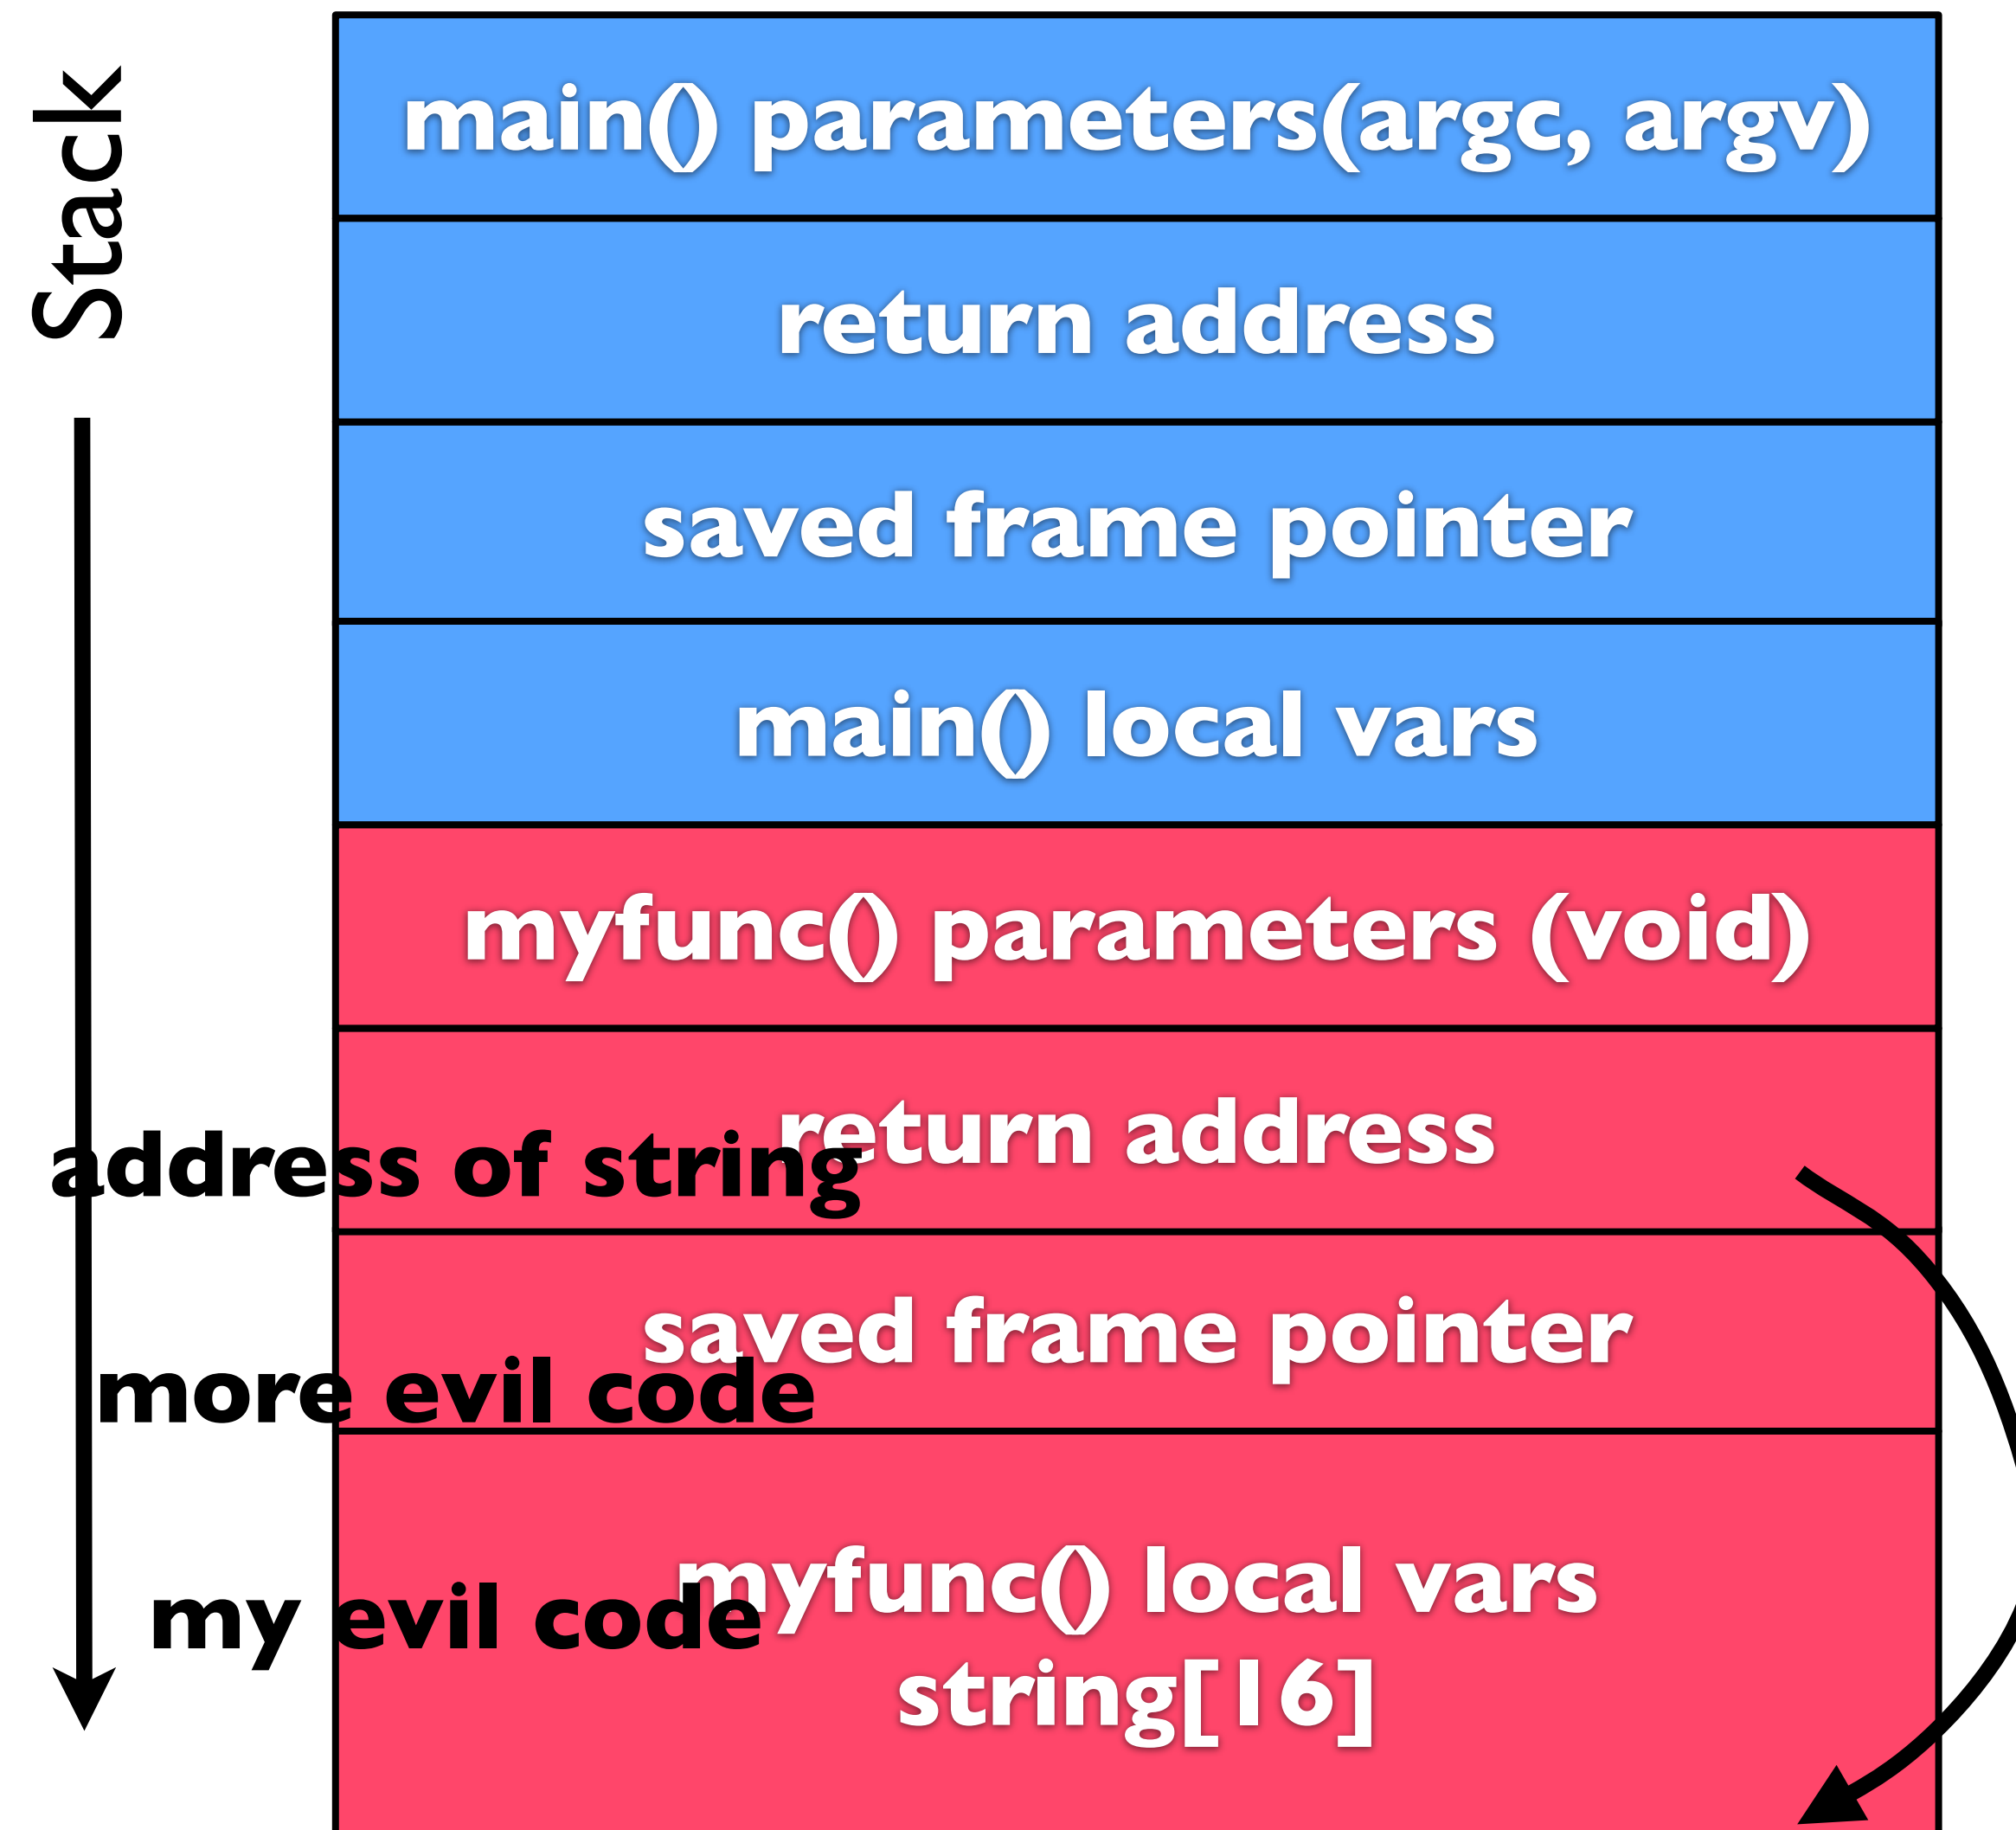 Stack
main() parameters(argc, argv)
return address
saved frame pointer
main() local vars
myfunc() parameters (void)
return address
address of string
saved frame pointer
more evil code
myfunc() local vars
my evil code
string[16]